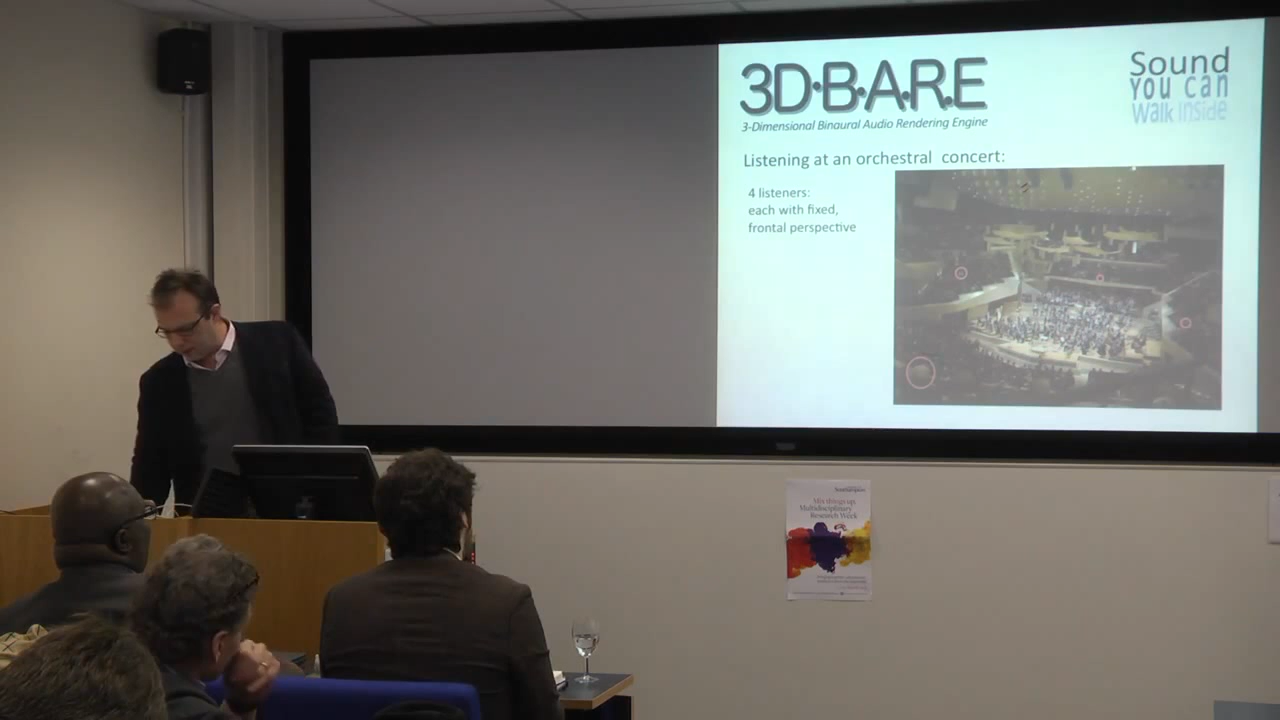 3D·B·A·R·E
3-Dimensional Binaural Audio Rendering Engine
Sound
you can
Walk Inside
Listening at an orchestral concert:
4 listeners:
each with fixed,
frontal perspective
Southampton
Mix things up:
Multidisciplinary
Research Week